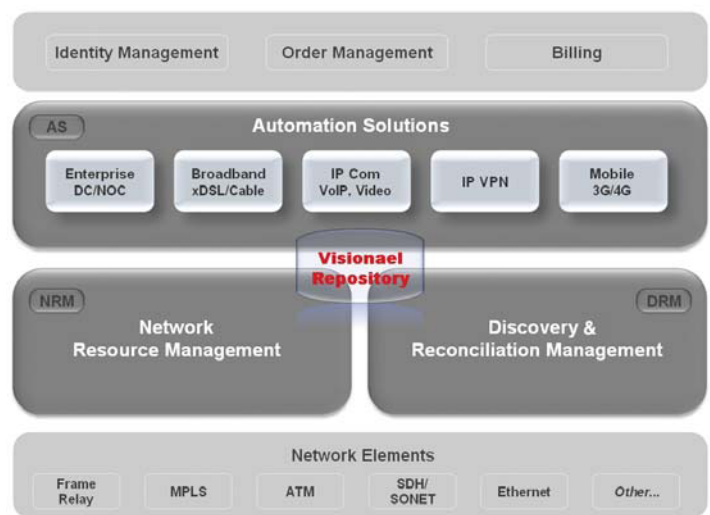 Identity Management
Order Management
Billing
AS
Automation Solutions
Enterprise
DC/NOC
Broadband
xDSL/Cable
IP Com
VoIP, Video
IP VPN
Mobile
3G/4G
Visionael
Repository
NRM
Network
Resource Management
DRM
Discovery &
Reconciliation Management
Network Elements
Frame
Relay
MPLS
ATM
SDH/
SONET
Ethernet
Other...